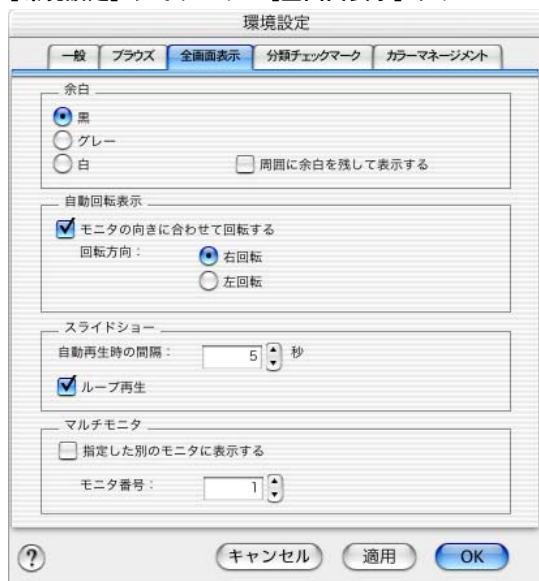 環境設定
一般 ブラウズ 全画面表示 分類チェックマーク カラーマネージメント
余白
黒
グレー
白 周囲に余白を残して表示する
自動回転表示
モニタの向きに合わせて回転する
回転方向： 右回転
左回転
スライドショー
自動再生時の間隔： 5 秒
ループ再生
マルチモニタ
指定した別のモニタに表示する
モニタ番号： 1
? キャンセル 適用 OK